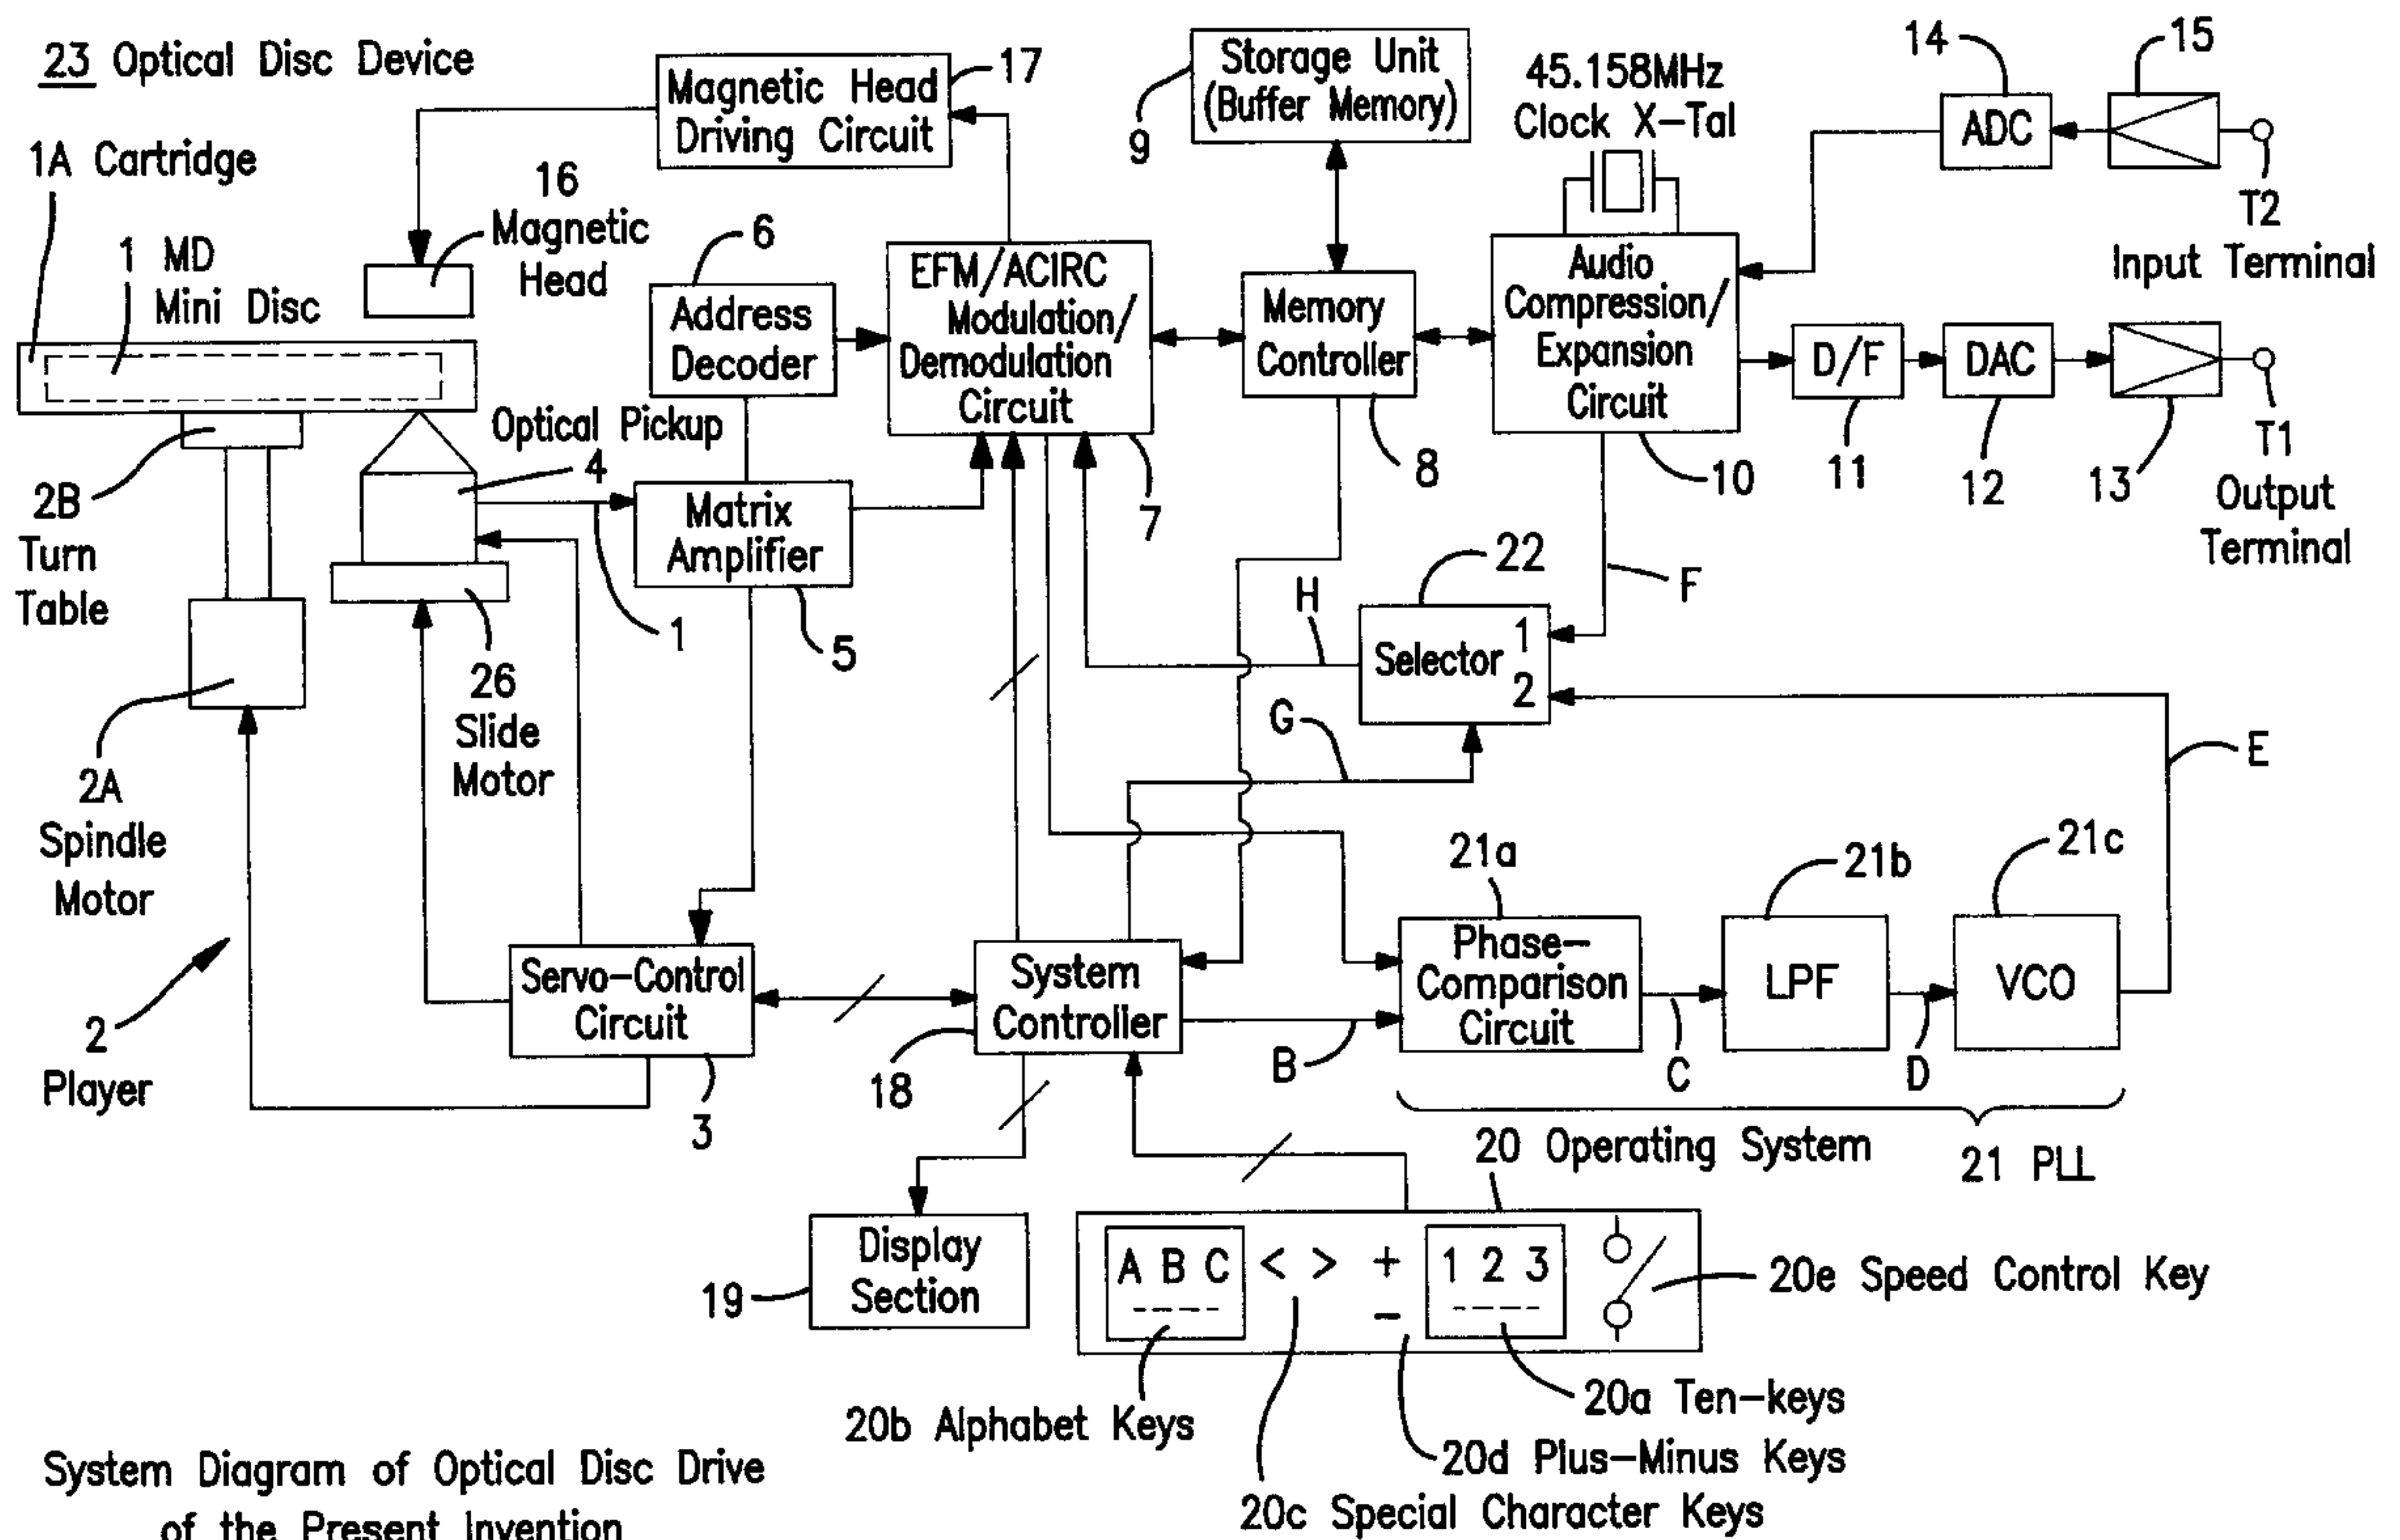 23 Optical Disc Device
1A Cartridge
1 MD
Mini Disc
16
Magnetic
Head
Magnetic Head
Driving Circuit
17
Storage Unit
(Buffer Memory)
9
45.158MHz
Clock X-Tal
14
ADC
15
T2
Input Terminal
6
Address
Decoder
EFM/ACIRC
Modulation/
Demodulation
Circuit
7
Memory
Controller
8
Audio
Compression/
Expansion
Circuit
10
D/F
11
DAC
12
13
T1
Output
Terminal
Optical Pickup
4
2B
Turn
Table
Matrix
Amplifier
1
5
26
Slide
Motor
2A
Spindle
Motor
2
Player
22
Selector
1
2
F
H
G
E
Servo-Control
Circuit
3
System
Controller
18
B
21a
Phase-
Comparison
Circuit
C
21b
LPF
D
21c
VCO
21 PLL
Display
Section
19
20 Operating System
A B C
< >
+
-
1 2 3
20e Speed Control Key
20b Alphabet Keys
20a Ten-keys
20d Plus-Minus Keys
20c Special Character Keys
System Diagram of Optical Disc Drive
of the Present Invention